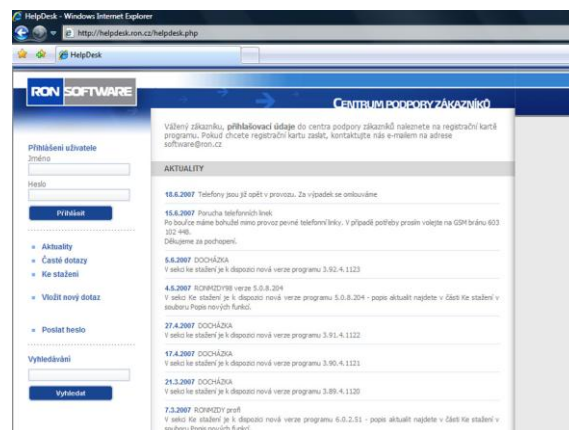 HelpDesk - Windows Internet Explorer
http://helpdesk.ron.cz/helpdesk.php
HelpDesk
RON SOFTWARE
CENTRUM PODPORY ZÁKAZNÍKŮ
Vážený zákazníku, přihlašovací údaje do centra podpory zákazníků naleznete na registrační kartě
programu. Pokud chcete registrační kartu zaslat, kontaktujte nás e-mailem na adrese
software@ron.cz
Přihlášení uživatele
Jméno
Heslo
Přihlásit
Aktuality
Časté dotazy
Ke stažení
Vložit nový dotaz
Poslat heslo
Vyhledávání
Vyhledat
AKTUALITY
18.6.2007 Telefony jsou již opět v provozu. Za výpadek se omlouváme
15.6.2007 Porucha telefonních linek
Po bouřce máme bohužel mimo provoz pevné telefonní linky. V případě potřeby prosím volejte na GSM bránu 603
102 446.
Děkujeme za pochopení.
5.6.2007 DOCHÁZKA
V sekci ke stažení je k dispozici nová verze programu 3.92.4.1123
4.5.2007 RONMZDY98 verze 5.0.8.204
V sekci Ke stažení je k dispozici nová verze programu 5.0.8.204 - popis aktualit najdete v části Ke stažení v
souboru Popis nových funkcí.
27.4.2007 DOCHÁZKA
V sekci ke stažení je k dispozici nová verze programu 3.91.4.1122
17.4.2007 DOCHÁZKA
V sekci ke stažení je k dispozici nová verze programu 3.90.4.1121
21.3.2007 DOCHÁZKA
V sekci ke stažení je k dispozici nová verze programu 3.89.4.1120
7.3.2007 RONMZDY profi
V sekci Ke stažení je k dispozici nová verze programu 6.0.2.51 - popis aktualit najdete v části Ke stažení v
souboru Popis nových funkcí.